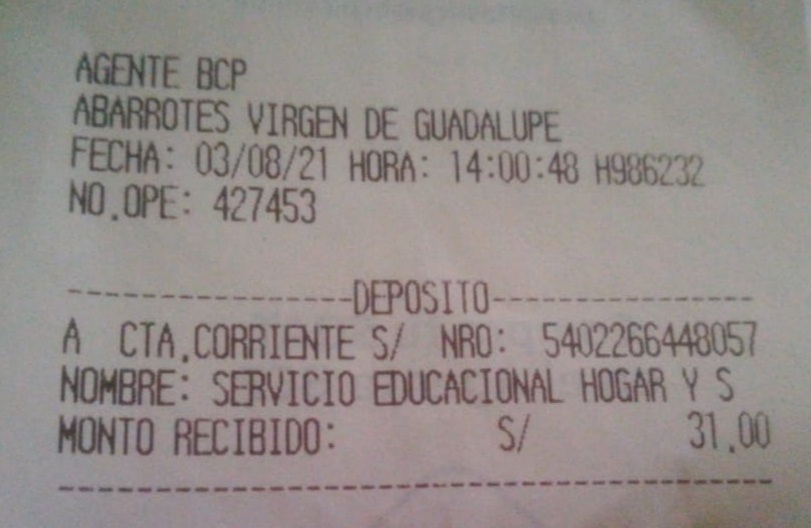 AGENTE BCP
ABARROTES VIRGEN DE GUADALUPE
FECHA: 03/08/21 HORA: 14:00:48 H986232
NO.OPE: 427453
----------------DEPOSITO---------------
A CTA.CORRIENTE S/ NRO: 5402266448057
NOMBRE: SERVICIO EDUCACIONAL HOGAR Y S
MONTO RECIBIDO: S/ 31.00